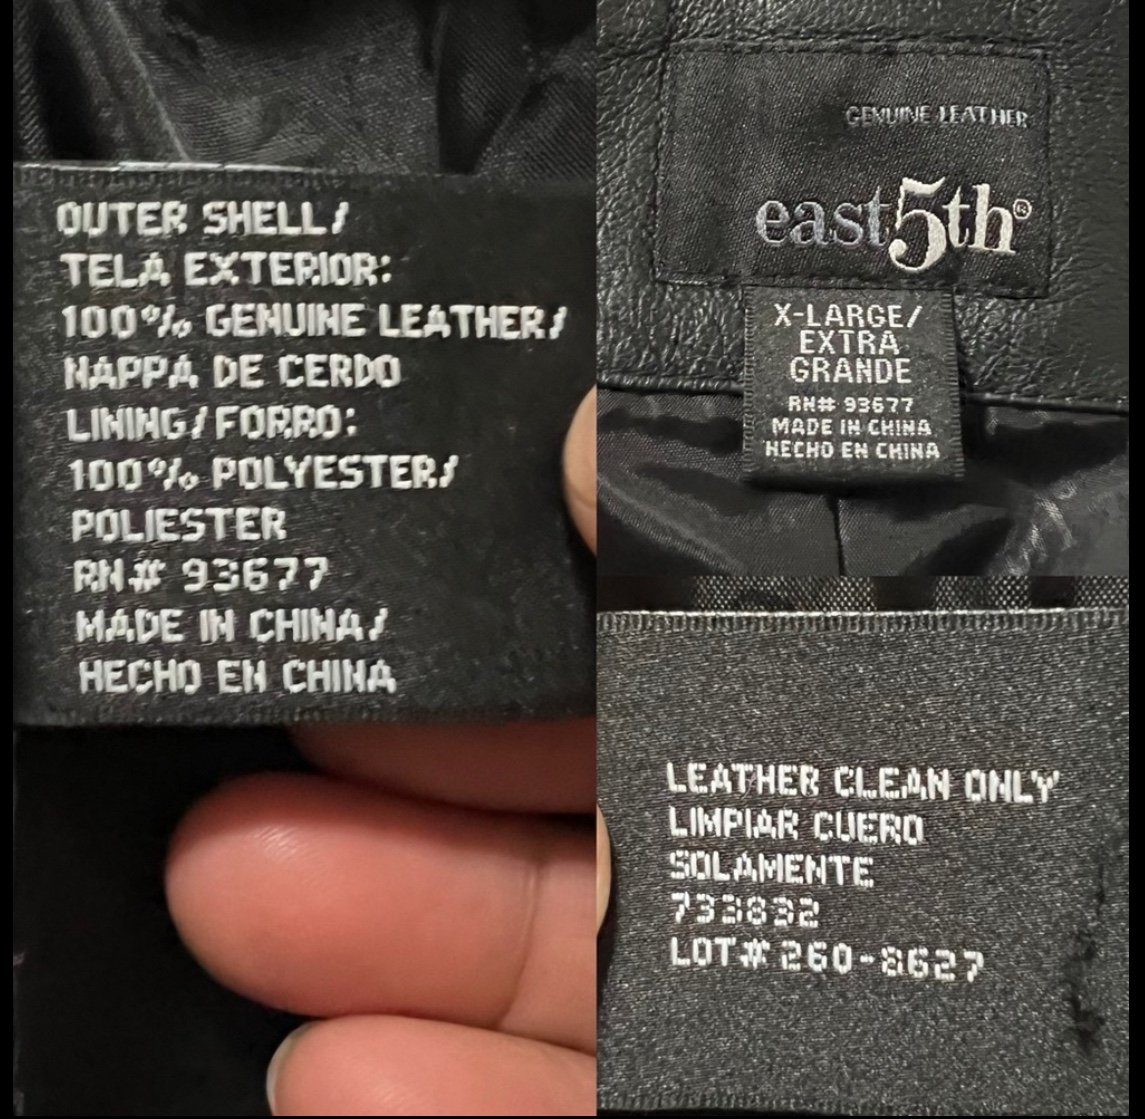 OUTER SHELL/
TELA EXTERIOR:
100% GENUINE LEATHER/
NAPPA DE CERDO
LINING/FORRO:
100% POLYESTER/
POLIESTER
RN# 93677
MADE IN CHINA/
HECHO EN CHINA
GENUINE LEATHER
east5th®
X-LARGE/
EXTRA
GRANDE
RN# 93677
MADE IN CHINA
HECHO EN CHINA
LEATHER CLEAN ONLY
LIMPIAR CUERO
SOLAMENTE
733832
LOT# 260-8627